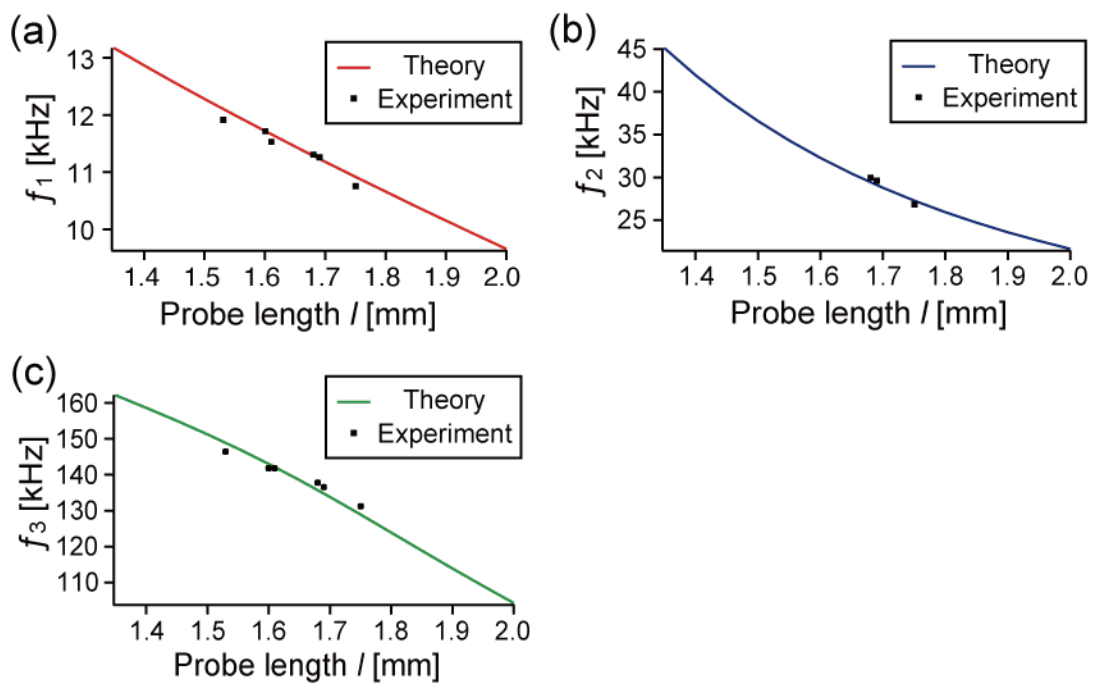 (a)
13
12
11
10
f1 [kHz]
Theory
Experiment
1.4 1.5 1.6 1.7 1.8 1.9 2.0
Probe length l [mm]
(b)
45
40
35
30
25
f2 [kHz]
Theory
Experiment
1.4 1.5 1.6 1.7 1.8 1.9 2.0
Probe length l [mm]
(c)
160
150
140
130
120
110
f3 [kHz]
Theory
Experiment
1.4 1.5 1.6 1.7 1.8 1.9 2.0
Probe length l [mm]